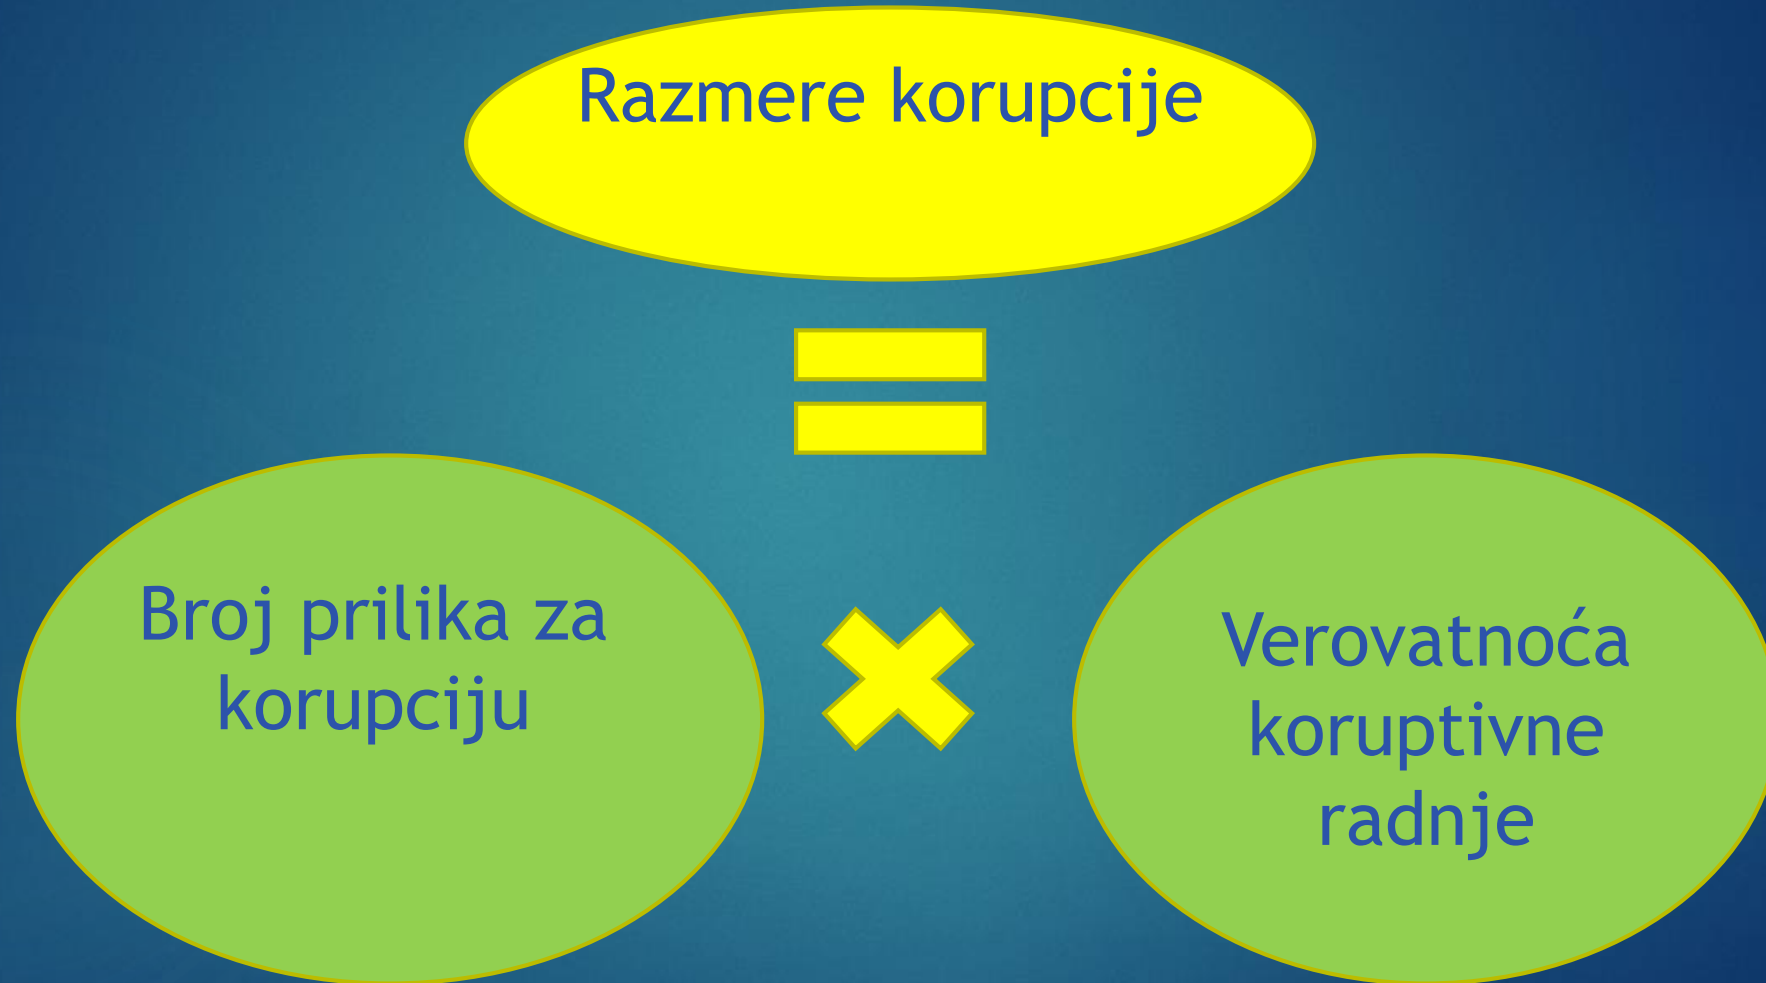 Razmere korupcije
Broj prilika za
korupciju
Verovatnoća
koruptivne
radnje